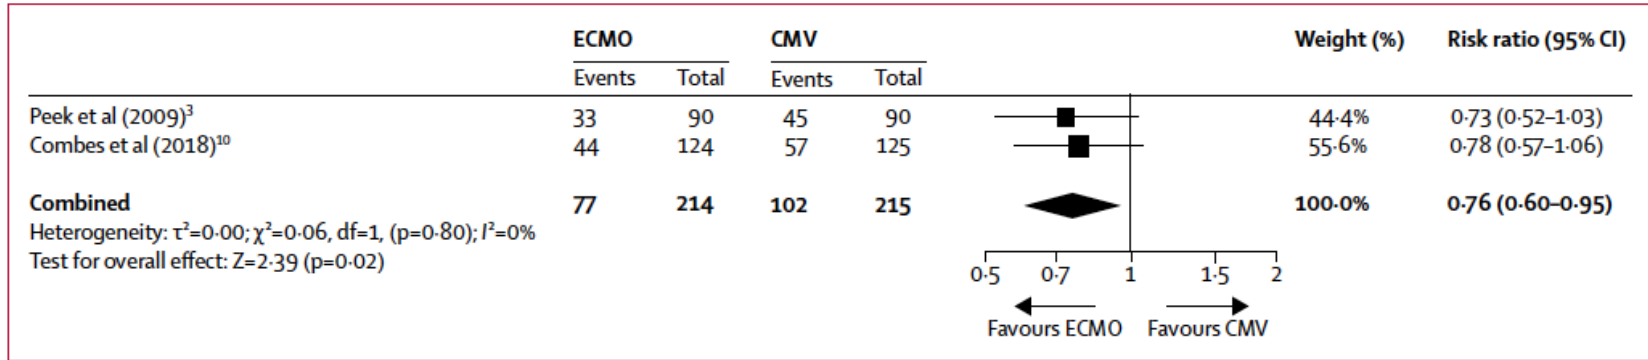 ECMO CMV Weight (%) Risk ratio (95% CI)
Events Total Events Total
Peek et al (2009)³ 33 90 45 90 44·4% 0·73 (0·52–1·03)
Combes et al (2018)¹⁰ 44 124 57 125 55·6% 0·78 (0·57–1·06)
Combined 77 214 102 215 100·0% 0·76 (0·60–0·95)
Heterogeneity: τ²=0·00; χ²=0·06, df=1, (p=0·80); I²=0%
Test for overall effect: Z=2·39 (p=0·02)
0·5 0·7 1 1·5 2
Favours ECMO Favours CMV